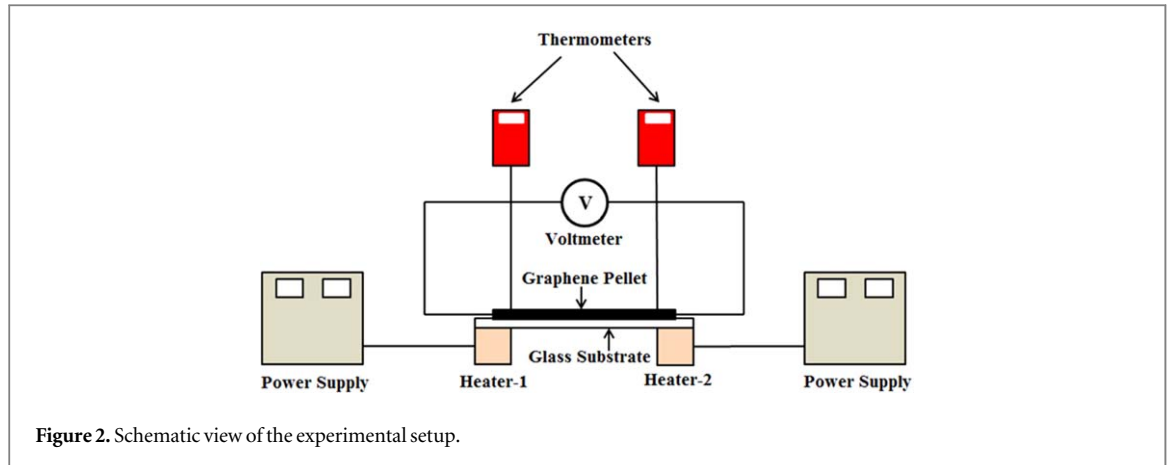 Thermometers
V
Voltmeter
Graphene Pellet
Glass Substrate
Power Supply
Heater-1
Heater-2
Power Supply
Figure 2. Schematic view of the experimental setup.